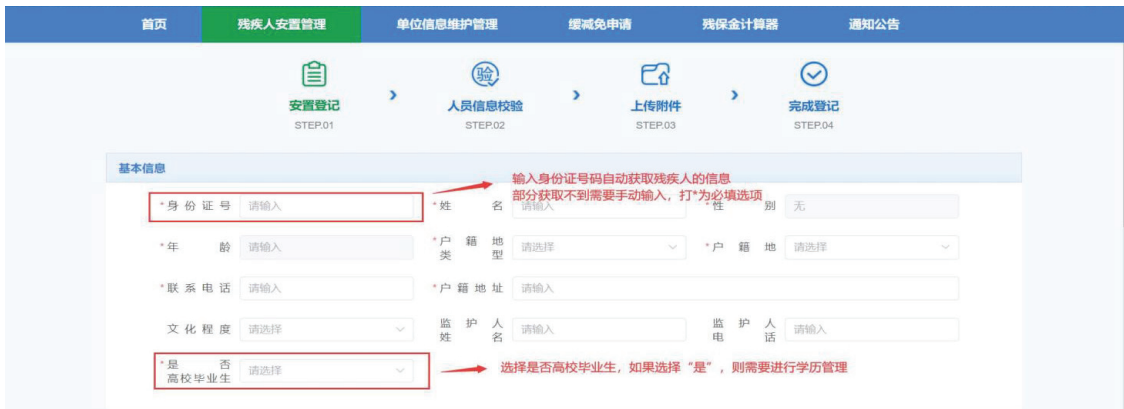 首页 残疾人安置管理 单位信息维护管理 缓减免申请 残保金计算器 通知公告
验
安置登记 人员信息校验 上传附件 完成登记
STEP.01 STEP.02 STEP.03 STEP.04
基本信息
输入身份证号码自动获取残疾人的信息
部分获取不到需要手动输入，打*为必填选项
*身份证号 请输入 *姓名 请输入 *性别 无
*年龄 请输入 *户籍地类型 请选择 *户籍地 请选择
*联系电话 请输入 *户籍地址 请输入
文化程度 请选择 监护人姓名 请输入 监护人电话 请输入
*是否高校毕业生 请选择 选择是否高校毕业生，如果选择“是”，则需要进行学历管理